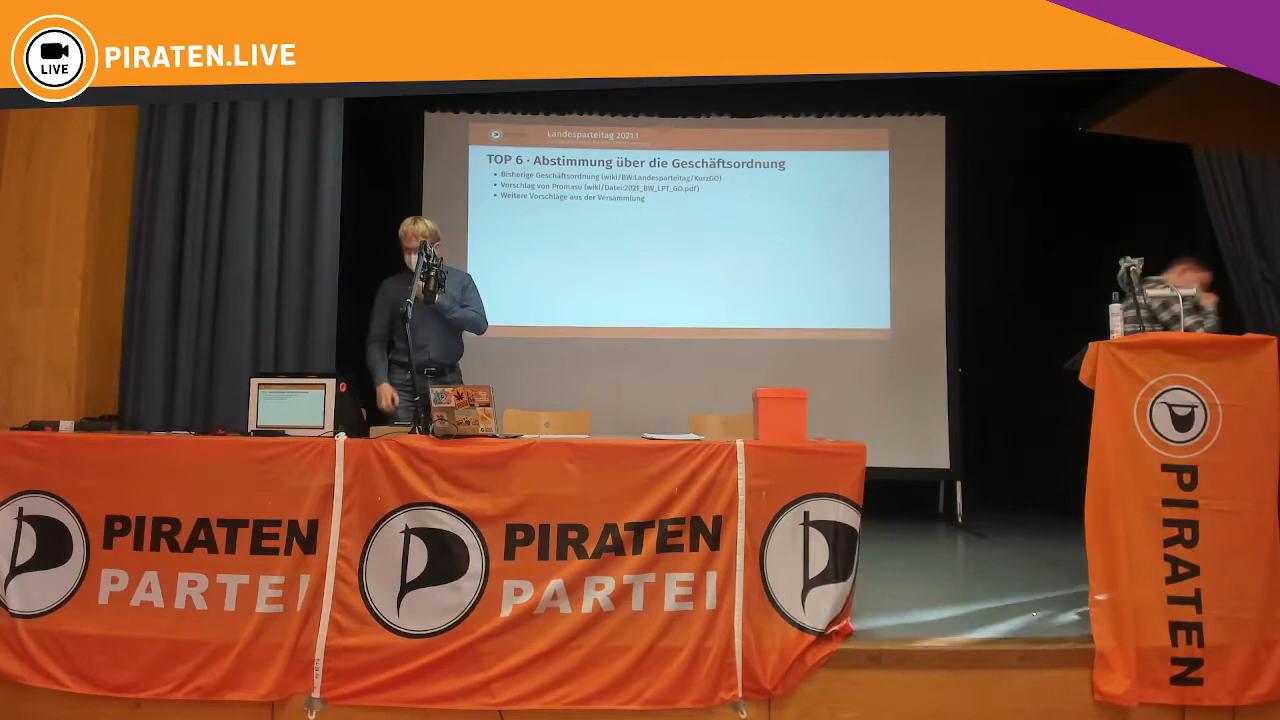 LIVE
PIRATEN.LIVE
Landesparteitag 2021.1
TOP 6 · Abstimmung über die Geschäftsordnung
• Bisherige Geschäftsordnung (wiki/BW:Landesparteitag/KurzGO)
• Vorschlag von Promasu (wiki/Datei:2021_BW_LPT_GO.pdf)
• Weitere Vorschläge aus der Versammlung
PIRATEN
PARTEI
PIRATEN
PARTEI
PIRATEN